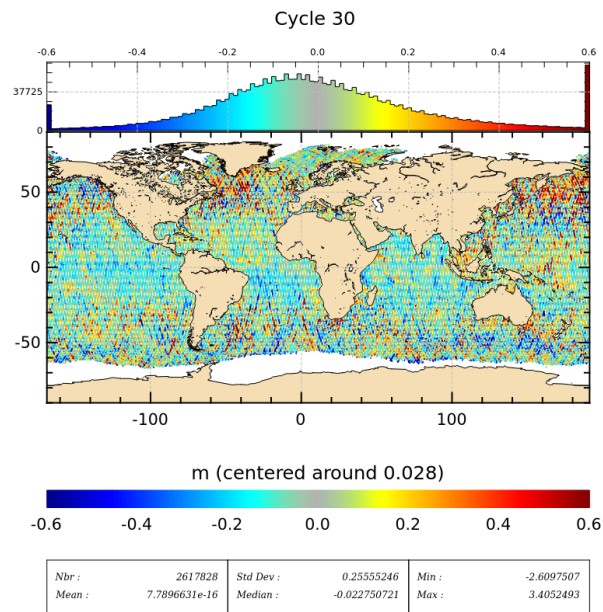 Cycle 30
-0.6 -0.4 -0.2 0.0 0.2 0.4 0.6
37725
0
50
0
-50
-100 0 100
m (centered around 0.028)
-0.6 -0.4 -0.2 0.0 0.2 0.4 0.6
Nbr : 2617828 Std Dev : 0.25555246 Min : -2.6097507
Mean : 7.7896631e-16 Median : -0.022750721 Max : 3.4052493